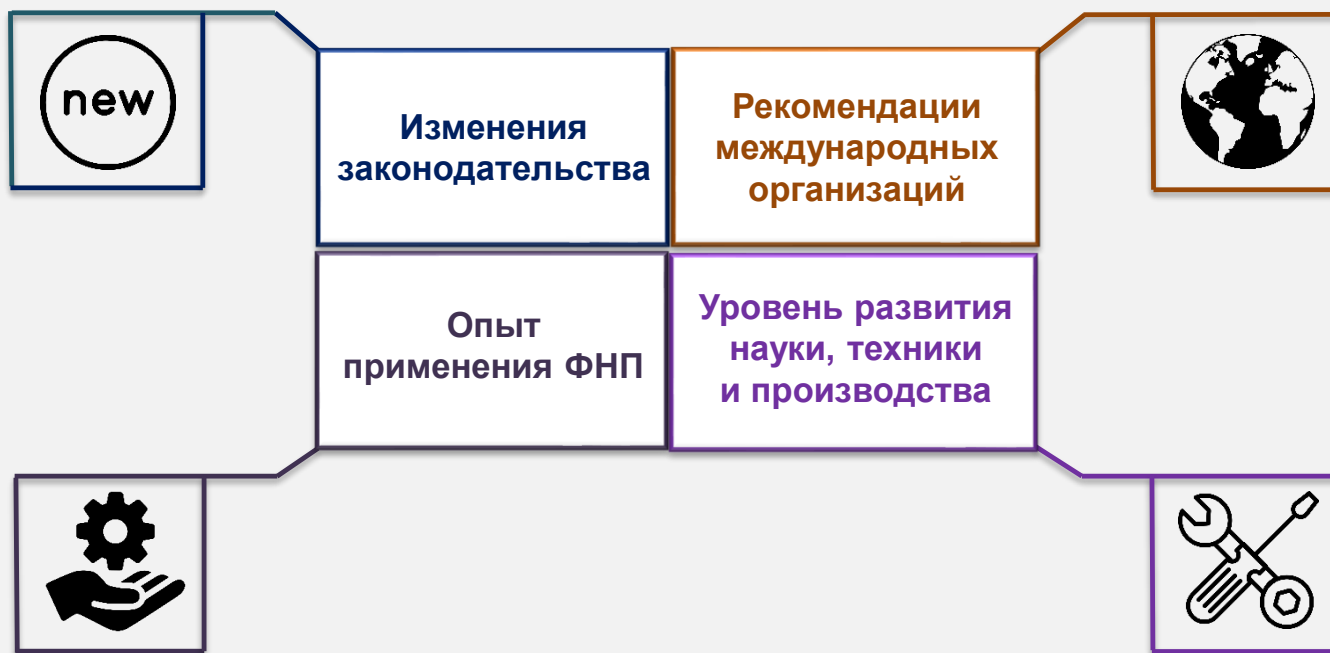 new
Изменения
законодательства
Рекомендации
международных
организаций
Опыт
применения ФНП
Уровень развития
науки, техники
и производства